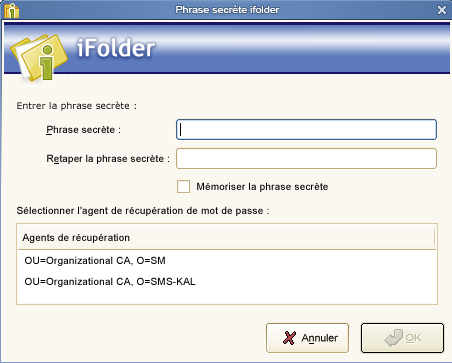 Phrase secrète ifolder
iFolder
Entrer la phrase secrète :
Phrase secrète :
Retaper la phrase secrète :
Mémoriser la phrase secrète
Sélectionner l'agent de récupération de mot de passe :
Agents de récupération
OU=Organizational CA, O=SM
OU=Organizational CA, O=SMS-KAL
Annuler OK